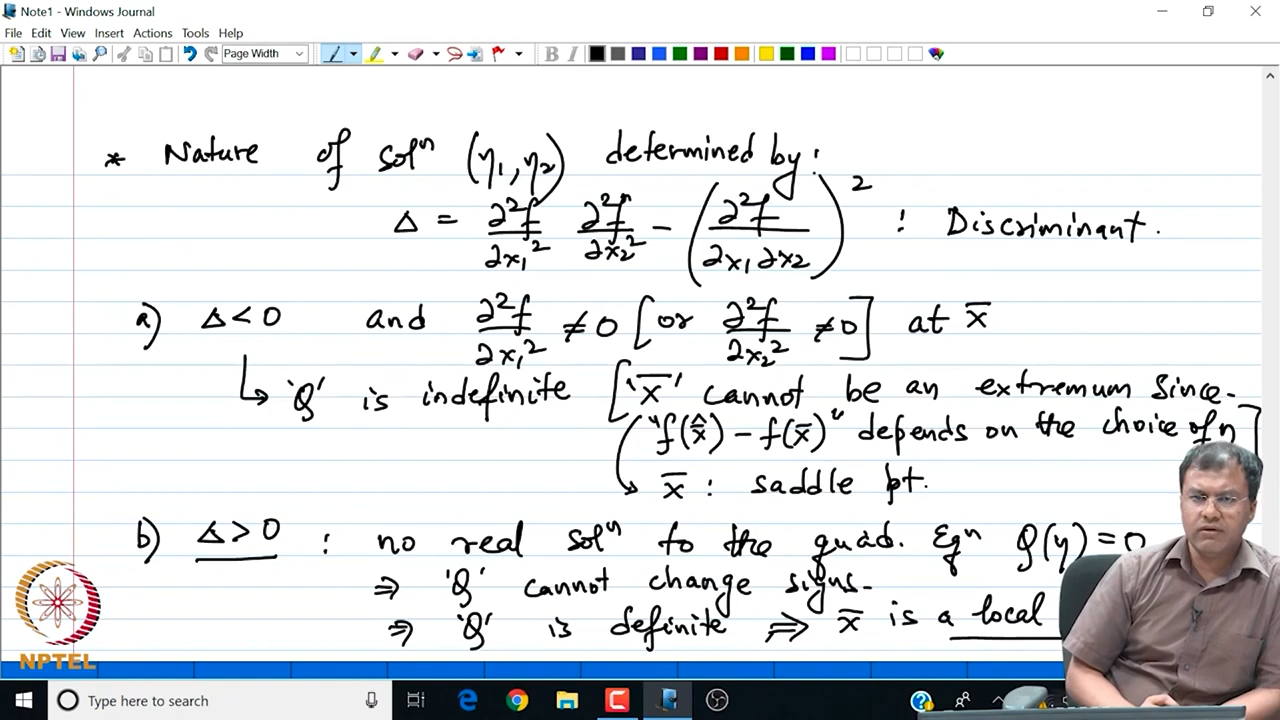 Note1 - Windows Journal
File Edit View Insert Actions Tools Help
Page Width
* Nature of solⁿ (η₁, η₂) determined by:
Δ = ∂²f/∂x₁² ∂²f/∂x₂² − (∂²f/∂x₁∂x₂)² : Discriminant.
a) Δ < 0 and ∂²f/∂x₁² ≠ 0 [or ∂²f/∂x₂² ≠ 0] at x̄
↳ 'Q' is indefinite ['x̄' cannot be an extremum since
"f(x̂) − f(x̄)" depends on the choice of η]
↳ x̄ : saddle pt.
b) Δ > 0 : no real solⁿ to the quad. Eqⁿ Q(η) = 0
⇒ 'Q' cannot change signs.
⇒ 'Q' is definite ⇒ x̄ is a local
NPTEL
Type here to search